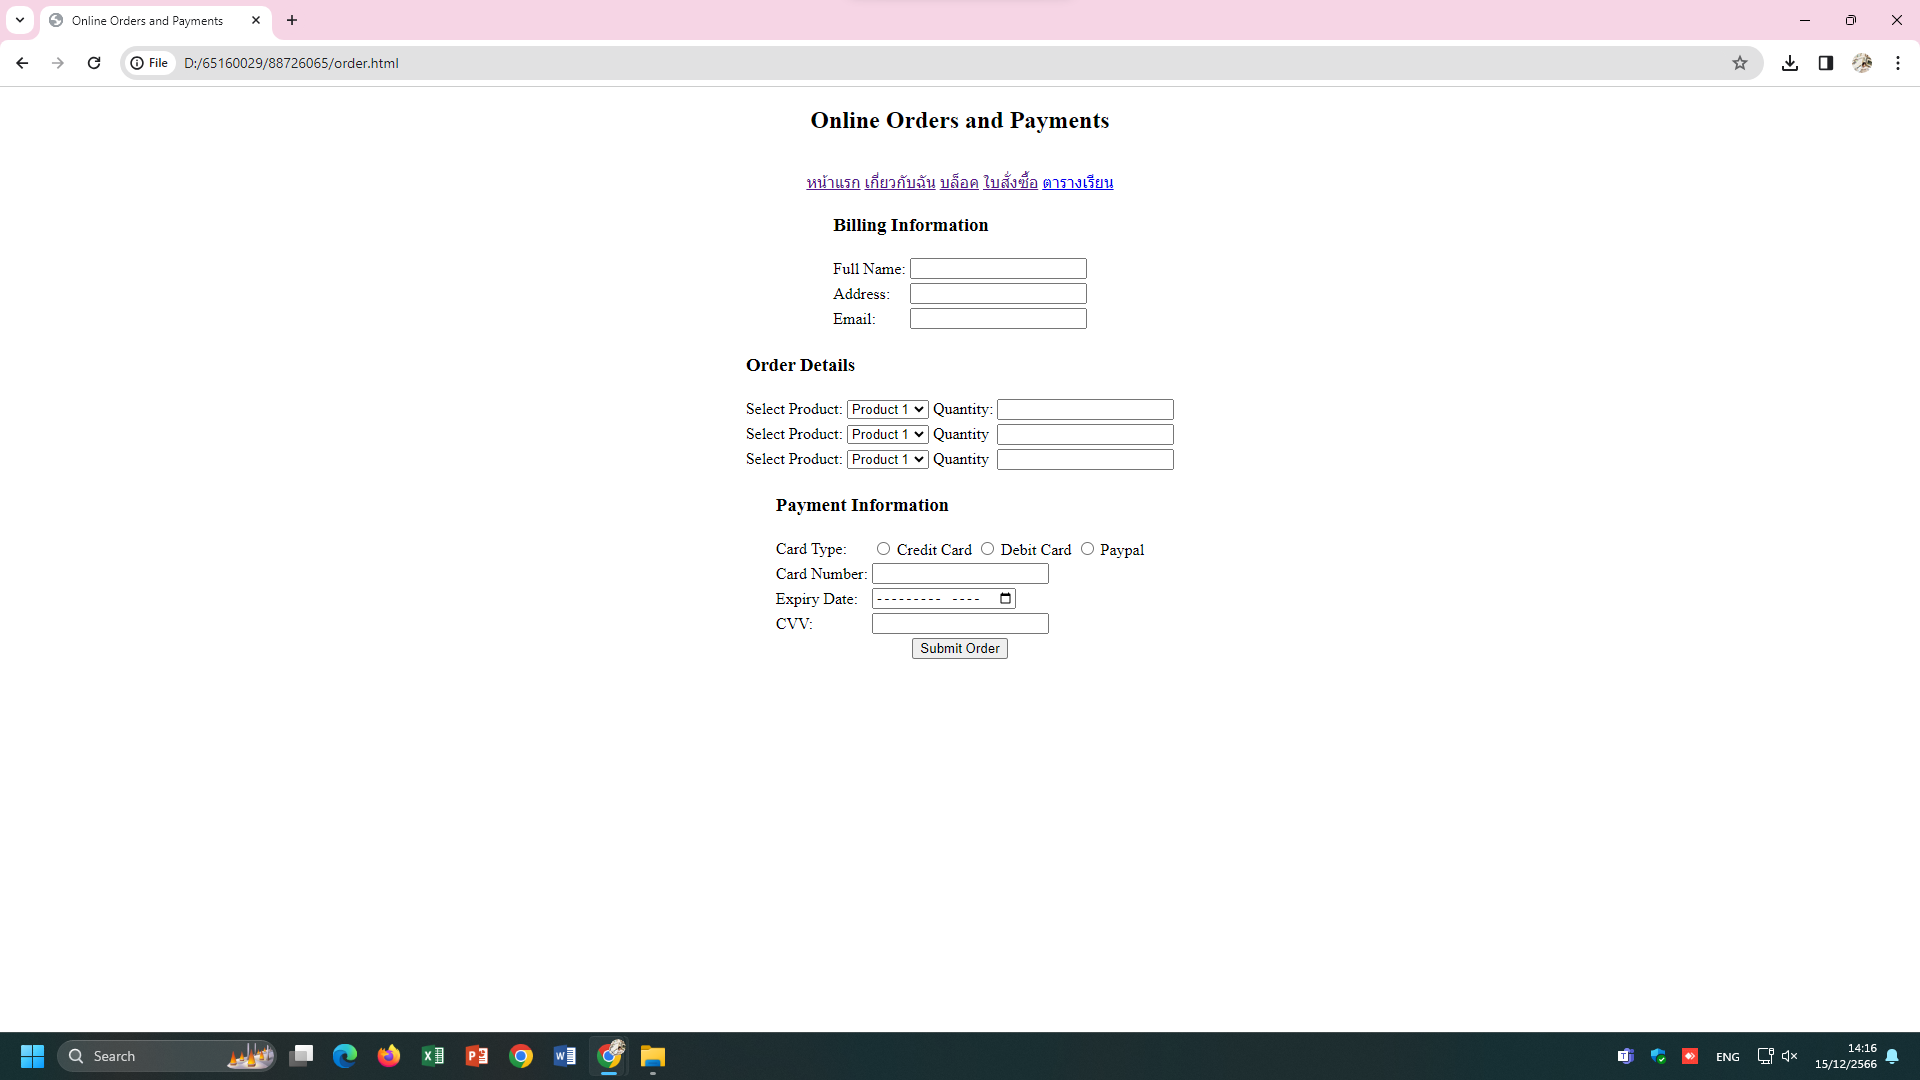 Online Orders and Payments
File D:/65160029/88726065/order.html
Online Orders and Payments
หน้าแรก เกี่ยวกับฉัน บล็อค ใบสั่งซื้อ ตารางเรียน
Billing Information
Full Name:
Address:
Email:
Order Details
Select Product: Product 1 Quantity:
Select Product: Product 1 Quantity
Select Product: Product 1 Quantity
Payment Information
Card Type: Credit Card Debit Card Paypal
Card Number:
Expiry Date: --------- ----
CVV:
Submit Order
Search
ENG
14:16
15/12/2566